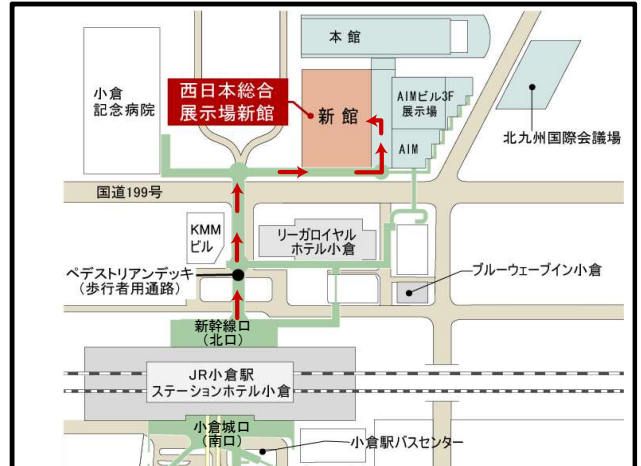 本館
小倉
記念病院
西日本総合
展示場新館
新館
AIMビル3F
展示場
AIM
北九州国際会議場
国道199号
KMM
ビル
リーガロイヤル
ホテル小倉
ペデストリアンデッキ
（歩行者用通路）
ブルーウェーブイン小倉
新幹線口
（北口）
JR小倉駅
ステーションホテル小倉
小倉城口
（南口）
小倉駅バスセンター